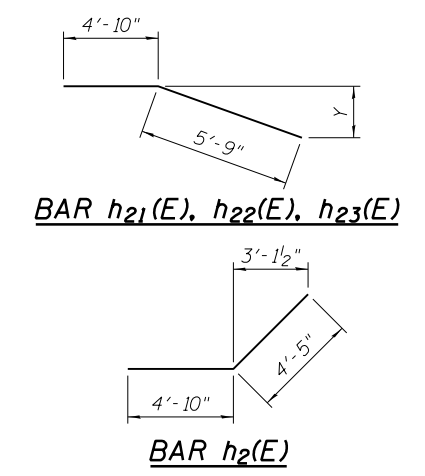 4'-10"
Y
5'-9"
BAR h21(E), h22(E), h23(E)
3'-1½"
4'-5"
4'-10"
BAR h2(E)